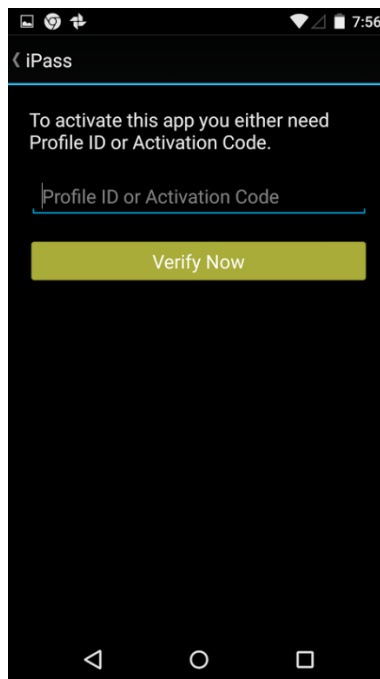 7:56
iPass
To activate this app you either need
Profile ID or Activation Code.
Profile ID or Activation Code
Verify Now